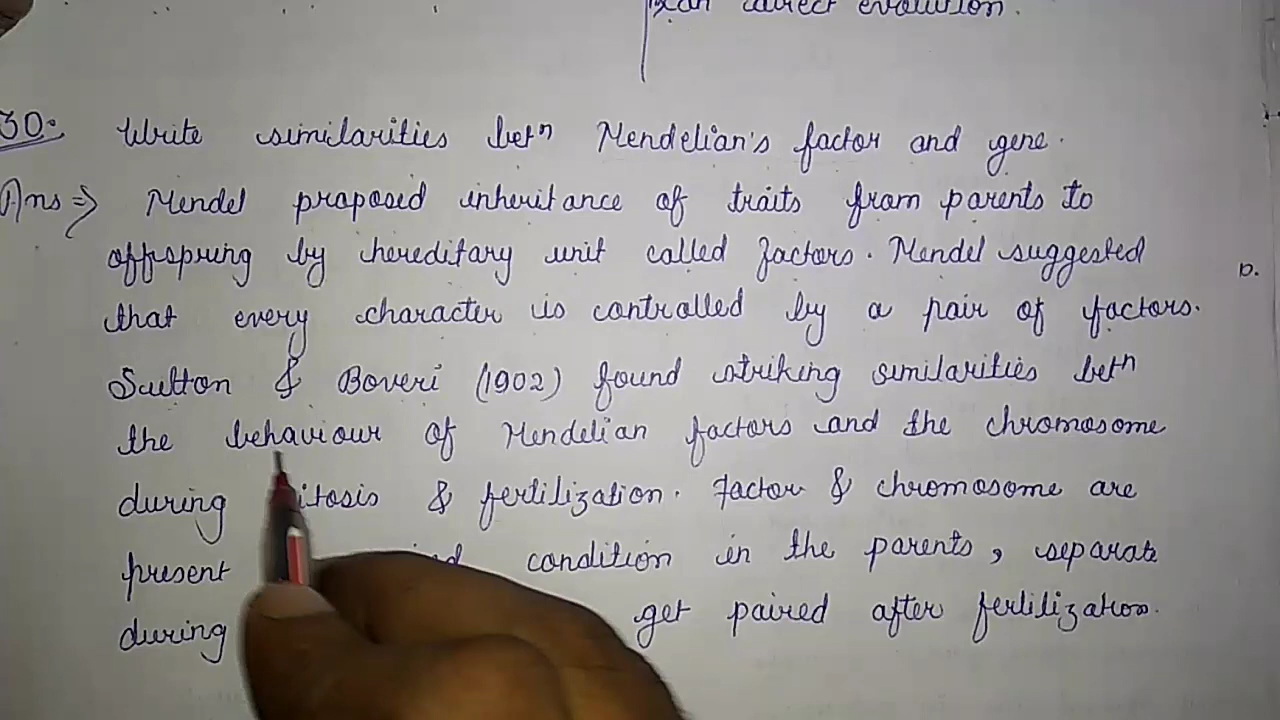 can direct evolution.
30. Write similarities betn Mendelian's factor and gene.
Ans ⇒ Mendel proposed inheritance of traits from parents to
offspring by hereditary unit called factors. Mendel suggested
that every character is controlled by a pair of factors.
Sutton & Boveri (1902) found striking similarities betn
the behaviour of Mendelian factors and the chromosome
during & fertilization. Factor & chromosome are
present condition in the parents, separate
during get paired after fertilization.
D.